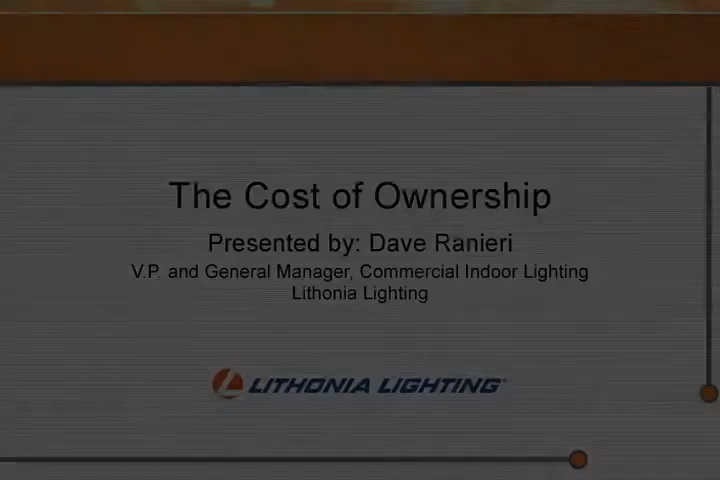 The Cost of Ownership
Presented by: Dave Ranieri
V.P. and General Manager, Commercial Indoor Lighting
Lithonia Lighting
LITHONIA LIGHTING